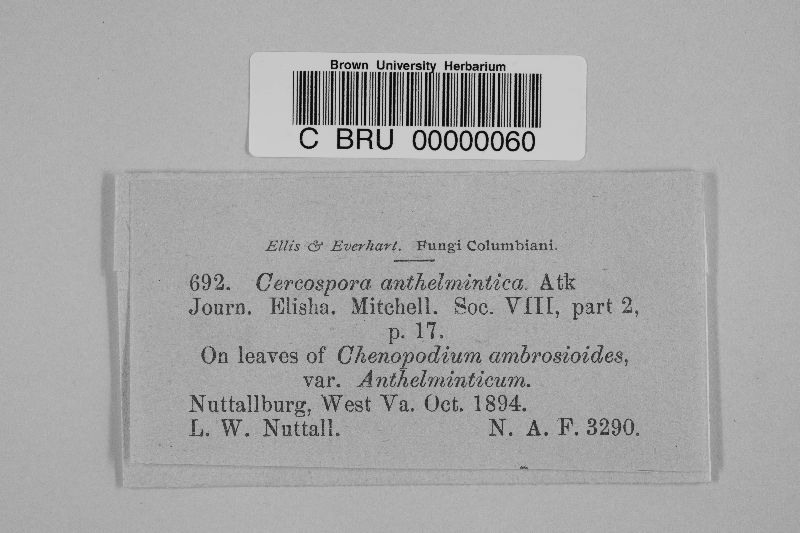 Brown University Herbarium
C BRU 00000060
Ellis & Everhart. Fungi Columbiani.
692. Cercospora anthelmintica. Atk
Journ. Elisha. Mitchell. Soc. VIII, part 2,
p. 17.
On leaves of Chenopodium ambrosioides,
var. Anthelminticum.
Nuttallburg, West Va. Oct. 1894.
L. W. Nuttall. N. A. F. 3290.